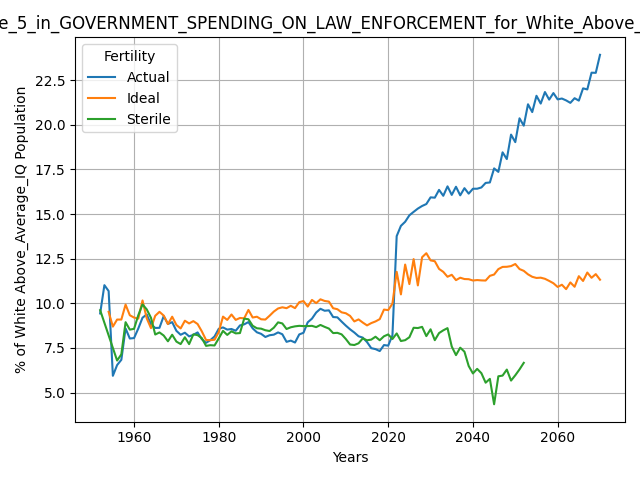 e_5_in_GOVERNMENT_SPENDING_ON_LAW_ENFORCEMENT_for_White_Above_
Fertility
Actual
Ideal
Sterile
% of White Above_Average_IQ Population
22.5
20.0
17.5
15.0
12.5
10.0
7.5
5.0
1960
1980
2000
2020
2040
2060
Years